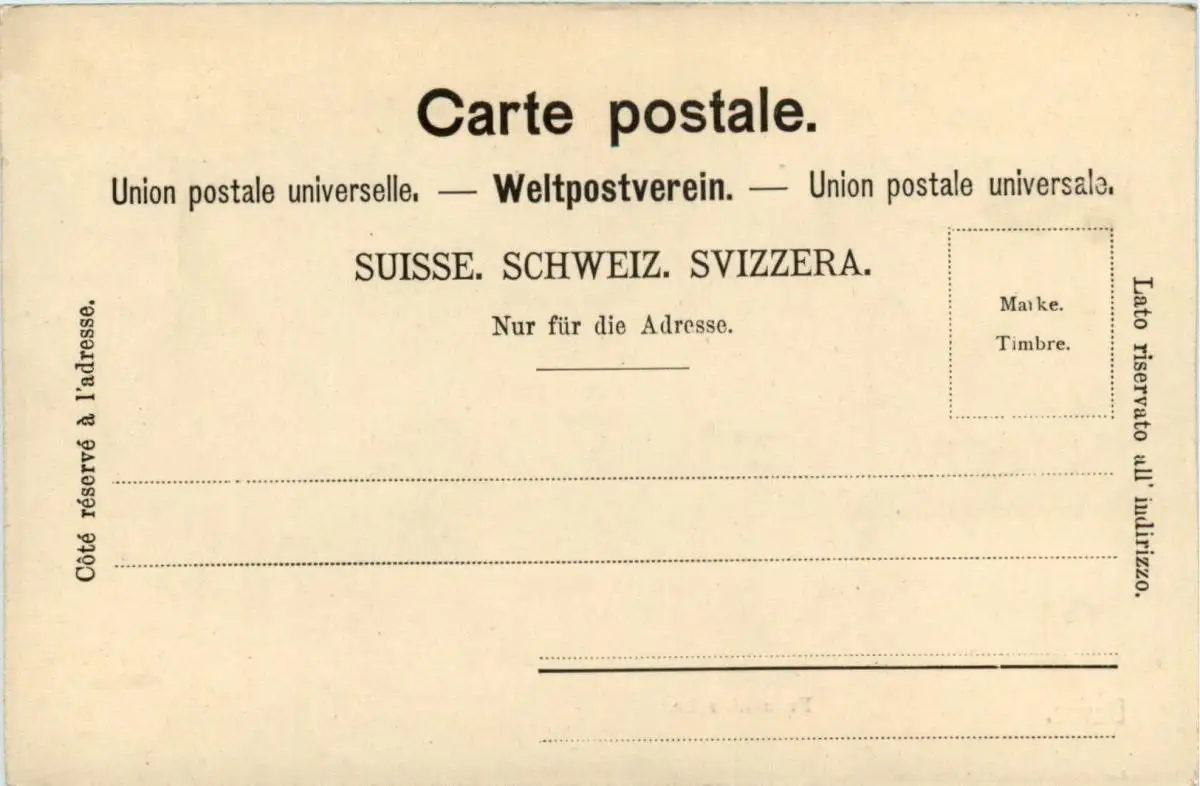 Carte postale.
Union postale universelle. — Weltpostverein. — Union postale universale.
SUISSE. SCHWEIZ. SVIZZERA.
Nur für die Adresse.
Marke.
Timbre.
Côté réservé à l'adresse.
Lato riservato all' indirizzo.